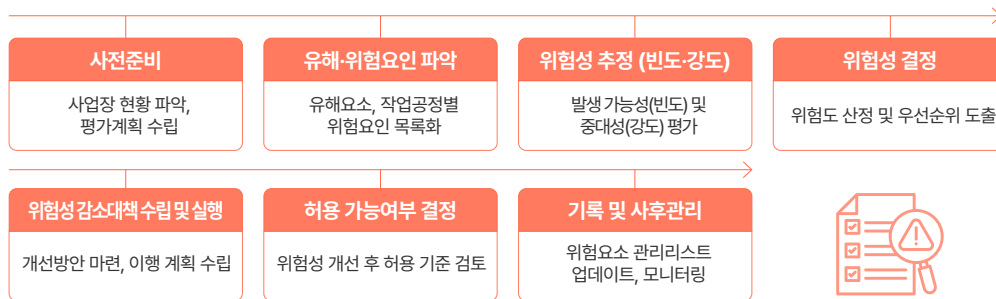 사전준비
사업장 현황 파악,
평가계획 수립
유해·위험요인 파악
유해요소, 작업공정별
위험요인 목록화
위험성 추정 (빈도·강도)
발생 가능성(빈도) 및
중대성(강도) 평가
위험성 결정
위험도 산정 및 우선순위 도출
위험성 감소대책 수립 및 실행
개선방안 마련, 이행 계획 수립
허용 가능여부 결정
위험성 개선 후 허용 기준 검토
기록 및 사후관리
위험요소 관리리스트
업데이트, 모니터링